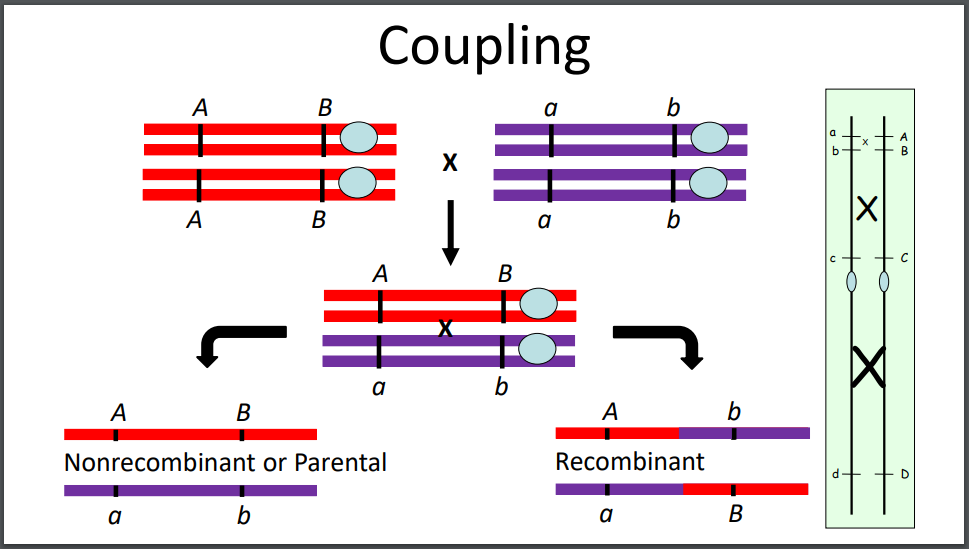 Coupling
A B
a b
X
A B
a b
A B
X
a b
A B
Nonrecombinant or Parental
a b
A b
Recombinant
a B
a A
x
b B
X
c C
X
d D